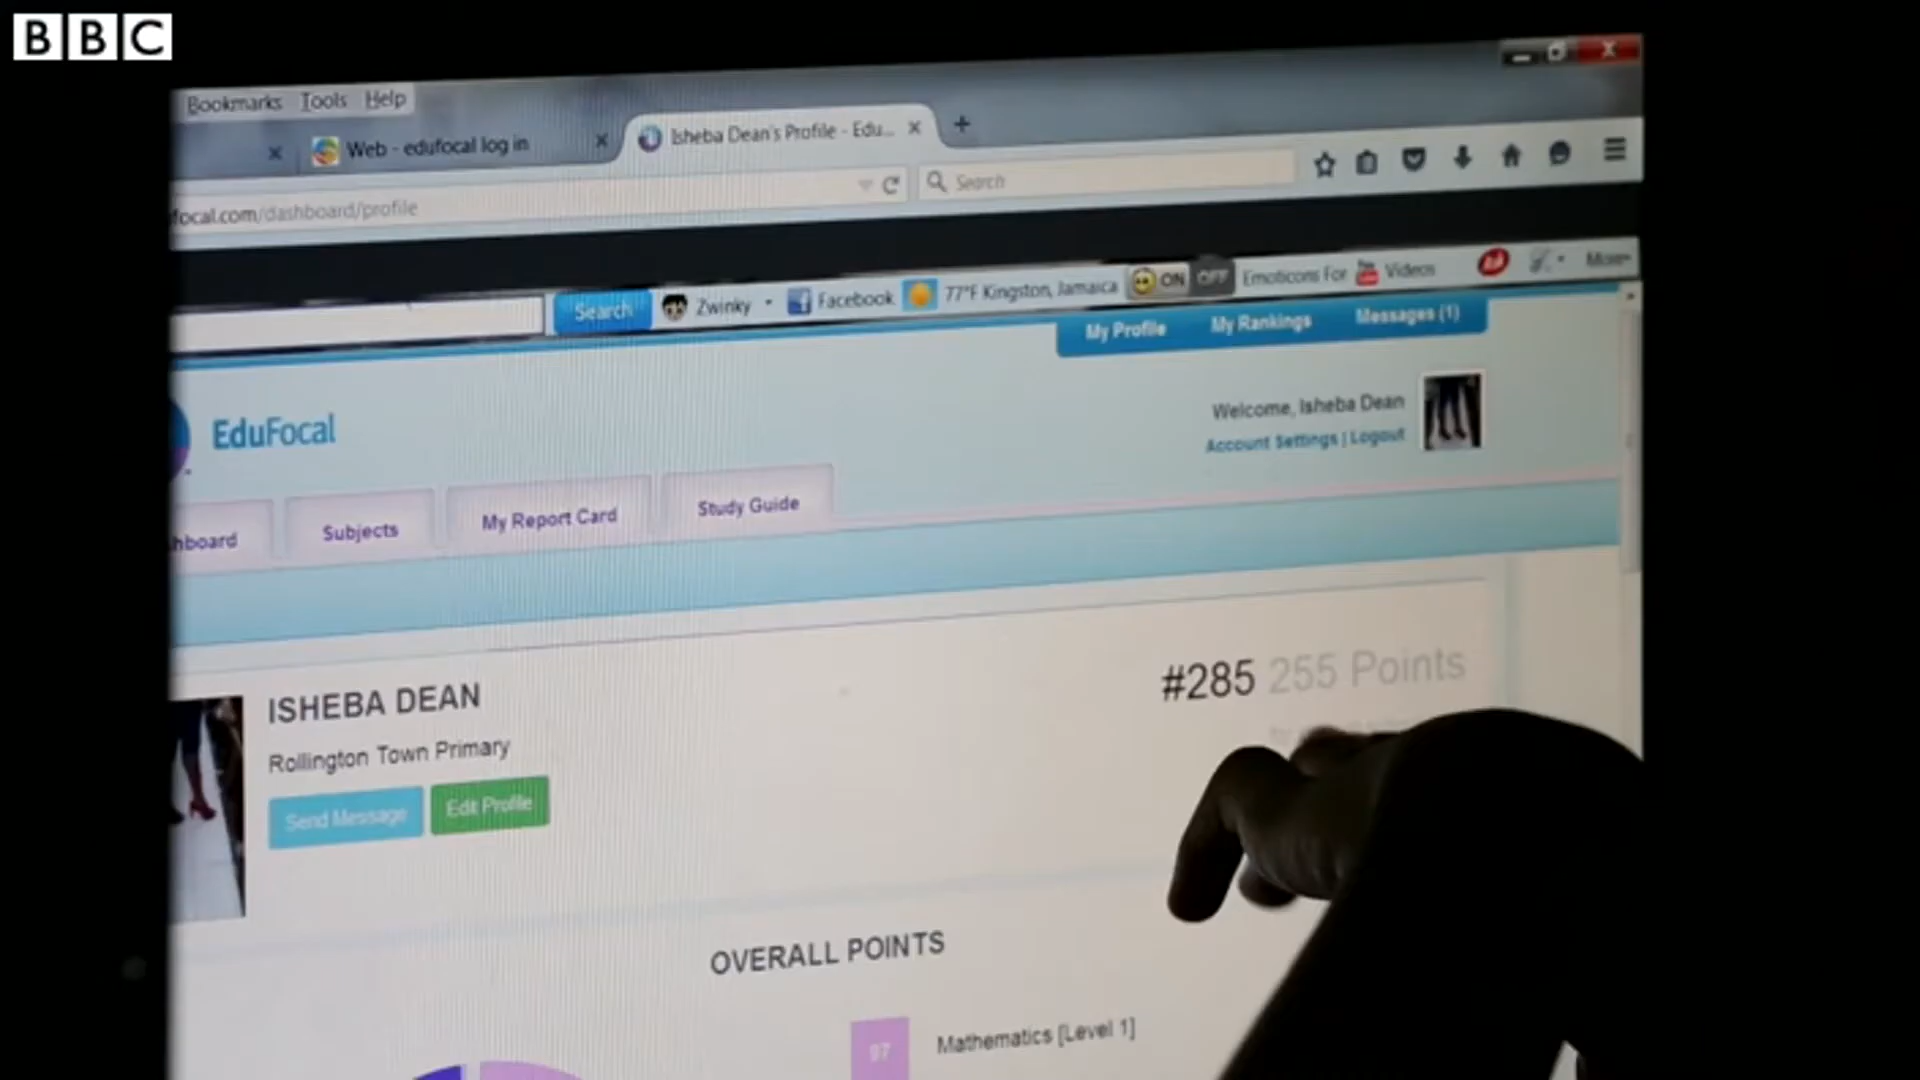 BBC
Bookmarks Tools Help
Web - edufocal log in
Isheba Dean's Profile - Edu...
focal.com/dashboard/profile
Search
Search Zwinky Facebook 77°F Kingston, Jamaica ON OFF Emoticons For Videos More
My Profile My Rankings Messages (1)
EduFocal
Welcome, Isheba Dean
Account Settings | Logout
hboard Subjects My Report Card Study Guide
#285 255 Points
ISHEBA DEAN
Rollington Town Primary
Send Message Edit Profile
OVERALL POINTS
97 Mathematics [Level 1]